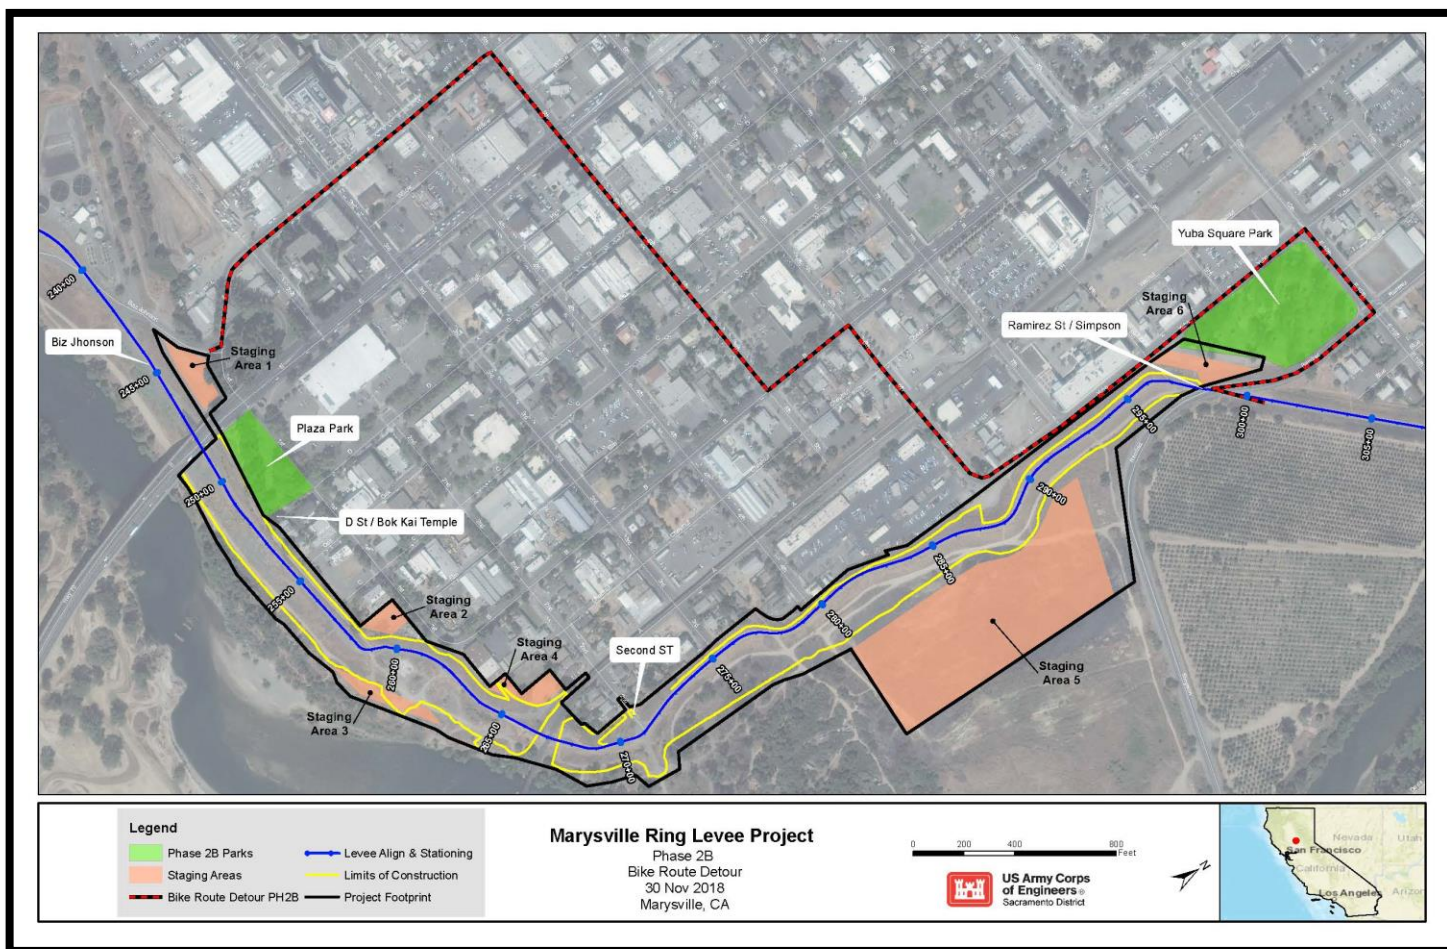 Yuba Square Park
Staging
Area 6
Ramirez St / Simpson
240+00
Biz Jhonson
Staging
Area 1
245+00
295+00
300+00
305+00
Plaza Park
250+00
290+00
D St / Bok Kai Temple
285+00
255+00
Staging
Area 2
280+00
Staging
Area 4
Second ST
260+00
275+00
Staging
Area 5
Staging
Area 3
265+00
270+00
Legend
Phase 2B Parks
Levee Align & Stationing
Staging Areas
Limits of Construction
Bike Route Detour PH2B
Project Footprint
Marysville Ring Levee Project
Phase 2B
Bike Route Detour
30 Nov 2018
Marysville, CA
0 200 400 800
Feet
US Army Corps
of Engineers®
Sacramento District
N
Nevada
Utah
San Francisco
California
Los Angeles